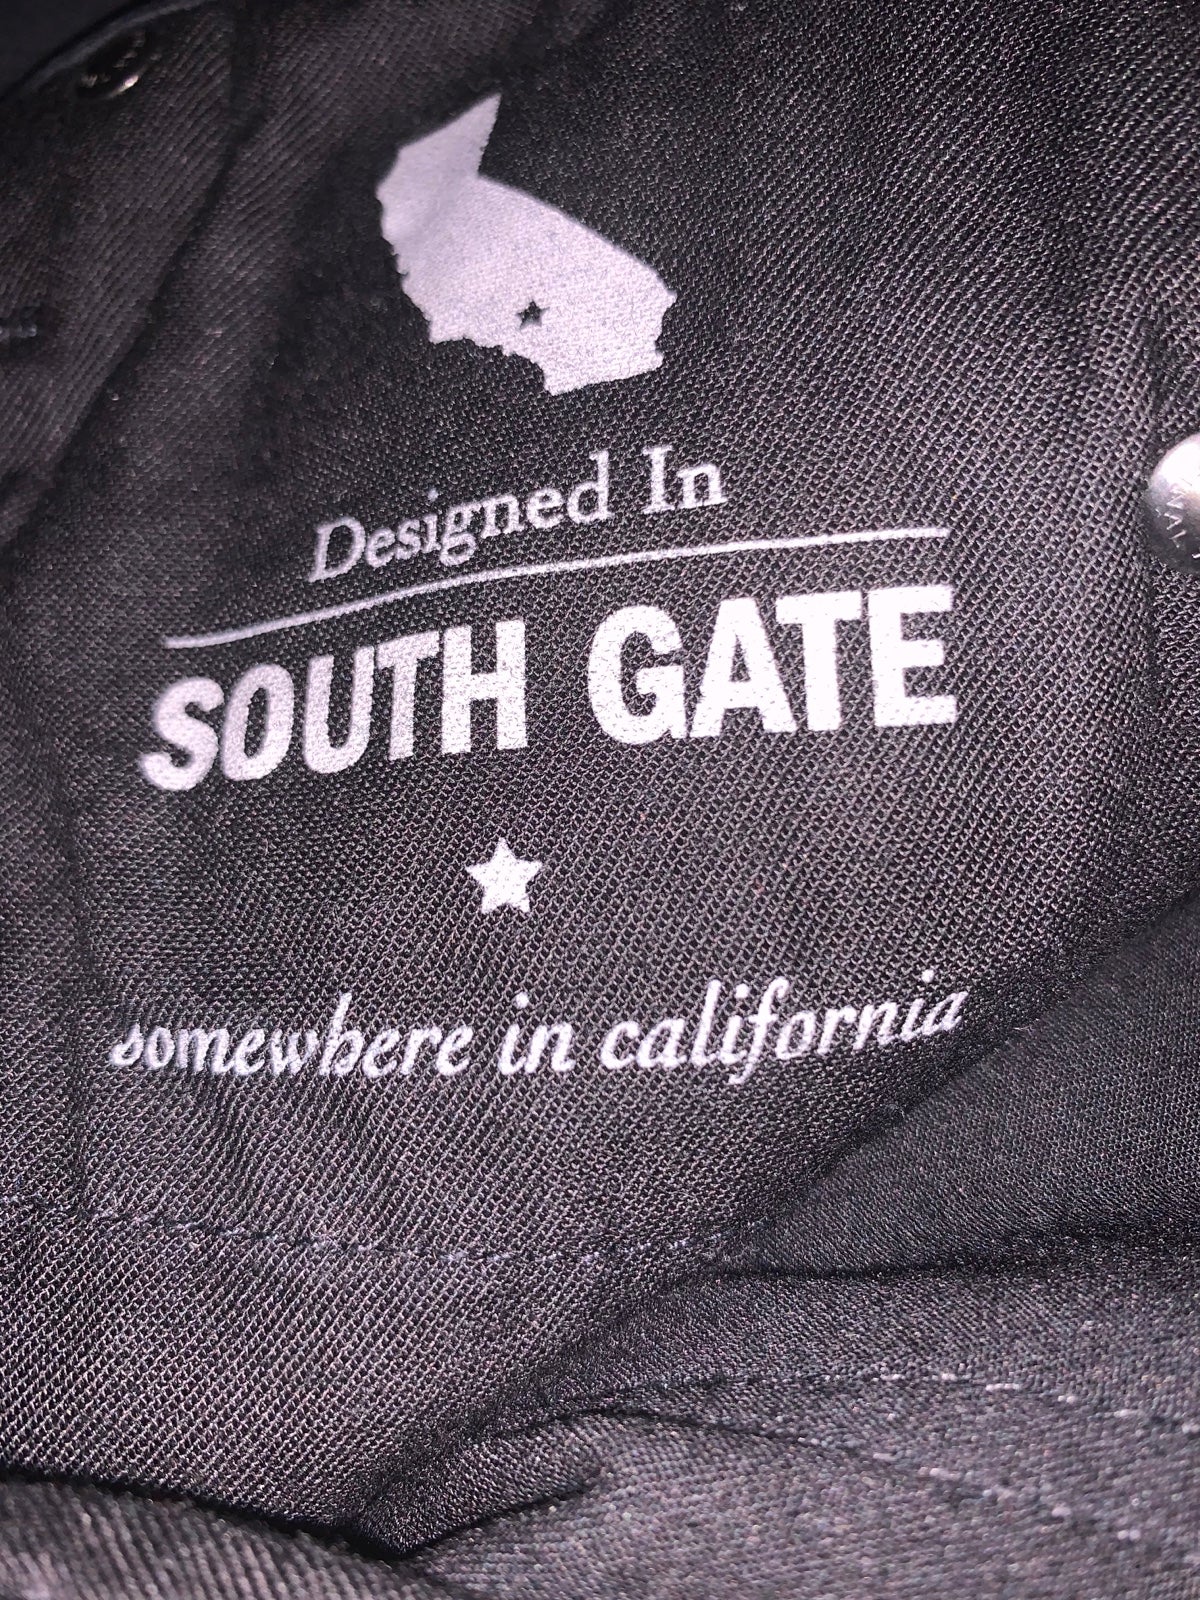 Designed In
SOUTH GATE
somewhere in california